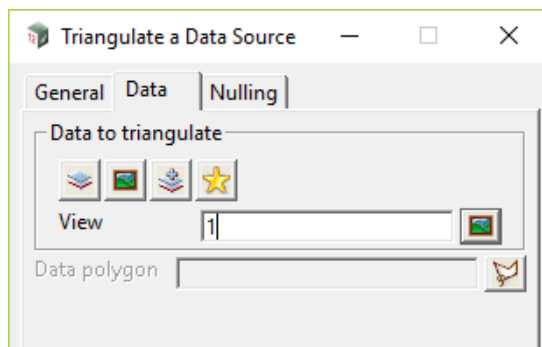 Triangulate a Data Source
General Data Nulling
Data to triangulate
View 1
Data polygon